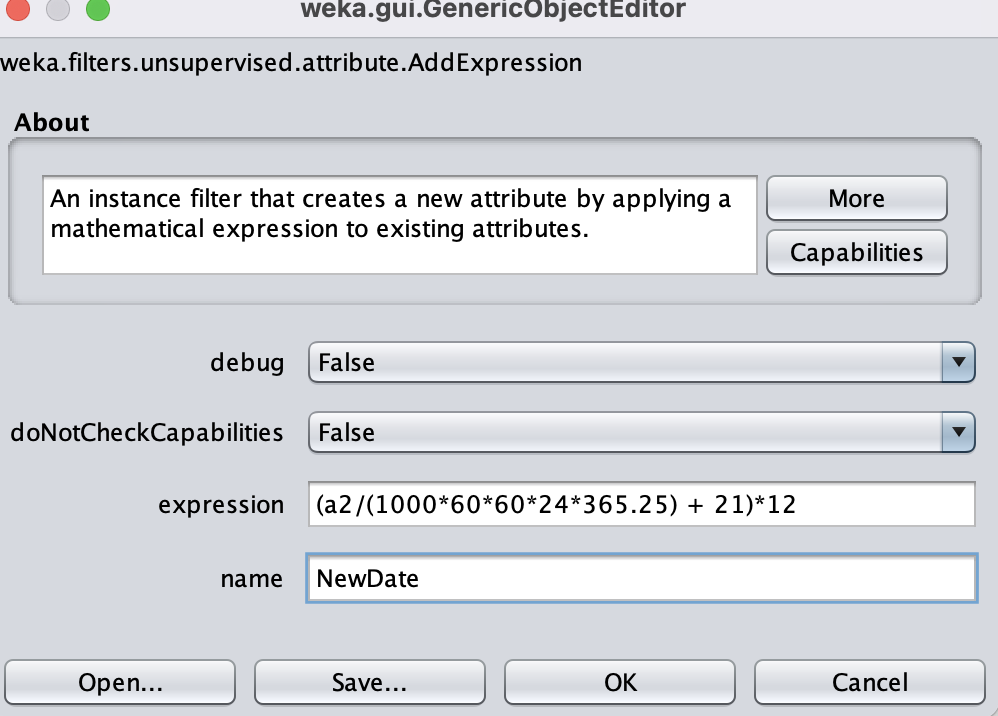 weka.gui.GenericObjectEditor
weka.filters.unsupervised.attribute.AddExpression
About
An instance filter that creates a new attribute by applying a
mathematical expression to existing attributes.
More
Capabilities
debug False
doNotCheckCapabilities False
expression (a2/(1000*60*60*24*365.25) + 21)*12
name NewDate
Open... Save... OK Cancel